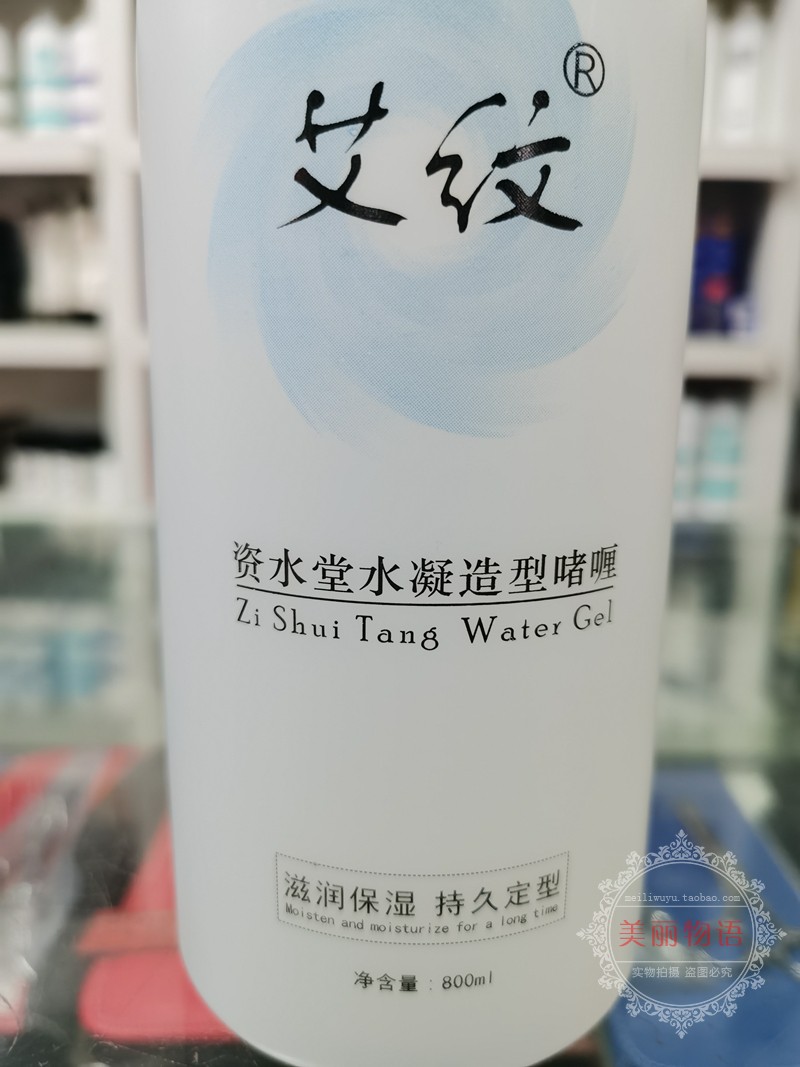 艾纹®
资水堂水凝造型啫喱
Zi Shui Tang Water Gel
滋润保湿 持久定型
Moisten and moisturize for a long time
净含量：800ml
meiliwuyu.taobao.com
美丽物语
实物拍摄 盗图必究